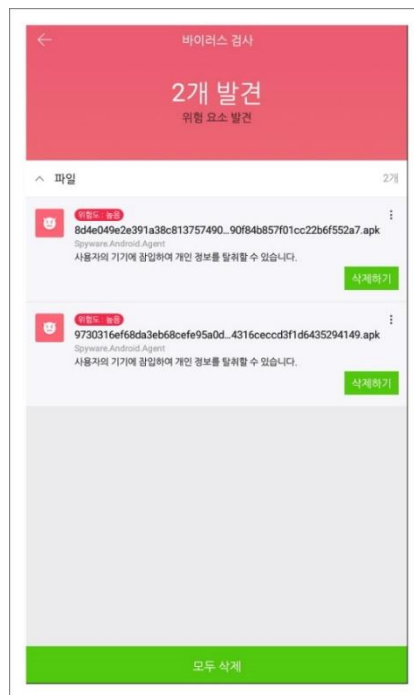 바이러스 검사
2개 발견
위험 요소 발견
파일
2개
위험도 : 높음
8d4e049e2e391a38c813757490...90f84b857f01cc22b6f552a7.apk
Spyware.Android.Agent
사용자의 기기에 잠입하여 개인 정보를 탈취할 수 있습니다.
삭제하기
위험도 : 높음
9730316ef68da3eb68cefe95a0d...4316ceccd3f1d6435294149.apk
Spyware.Android.Agent
사용자의 기기에 잠입하여 개인 정보를 탈취할 수 있습니다.
삭제하기
모두 삭제